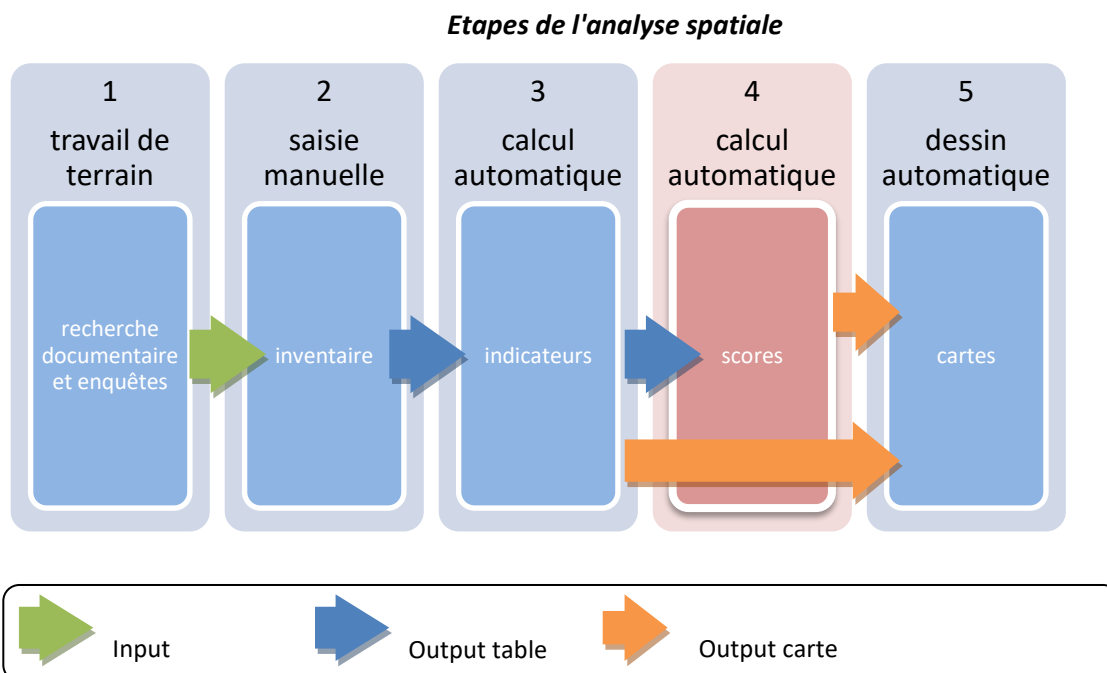 Etapes de l'analyse spatiale
1
travail de
terrain
recherche
documentaire
et enquêtes
2
saisie
manuelle
inventaire
3
calcul
automatique
indicateurs
4
calcul
automatique
scores
5
dessin
automatique
cartes
Input
Output table
Output carte